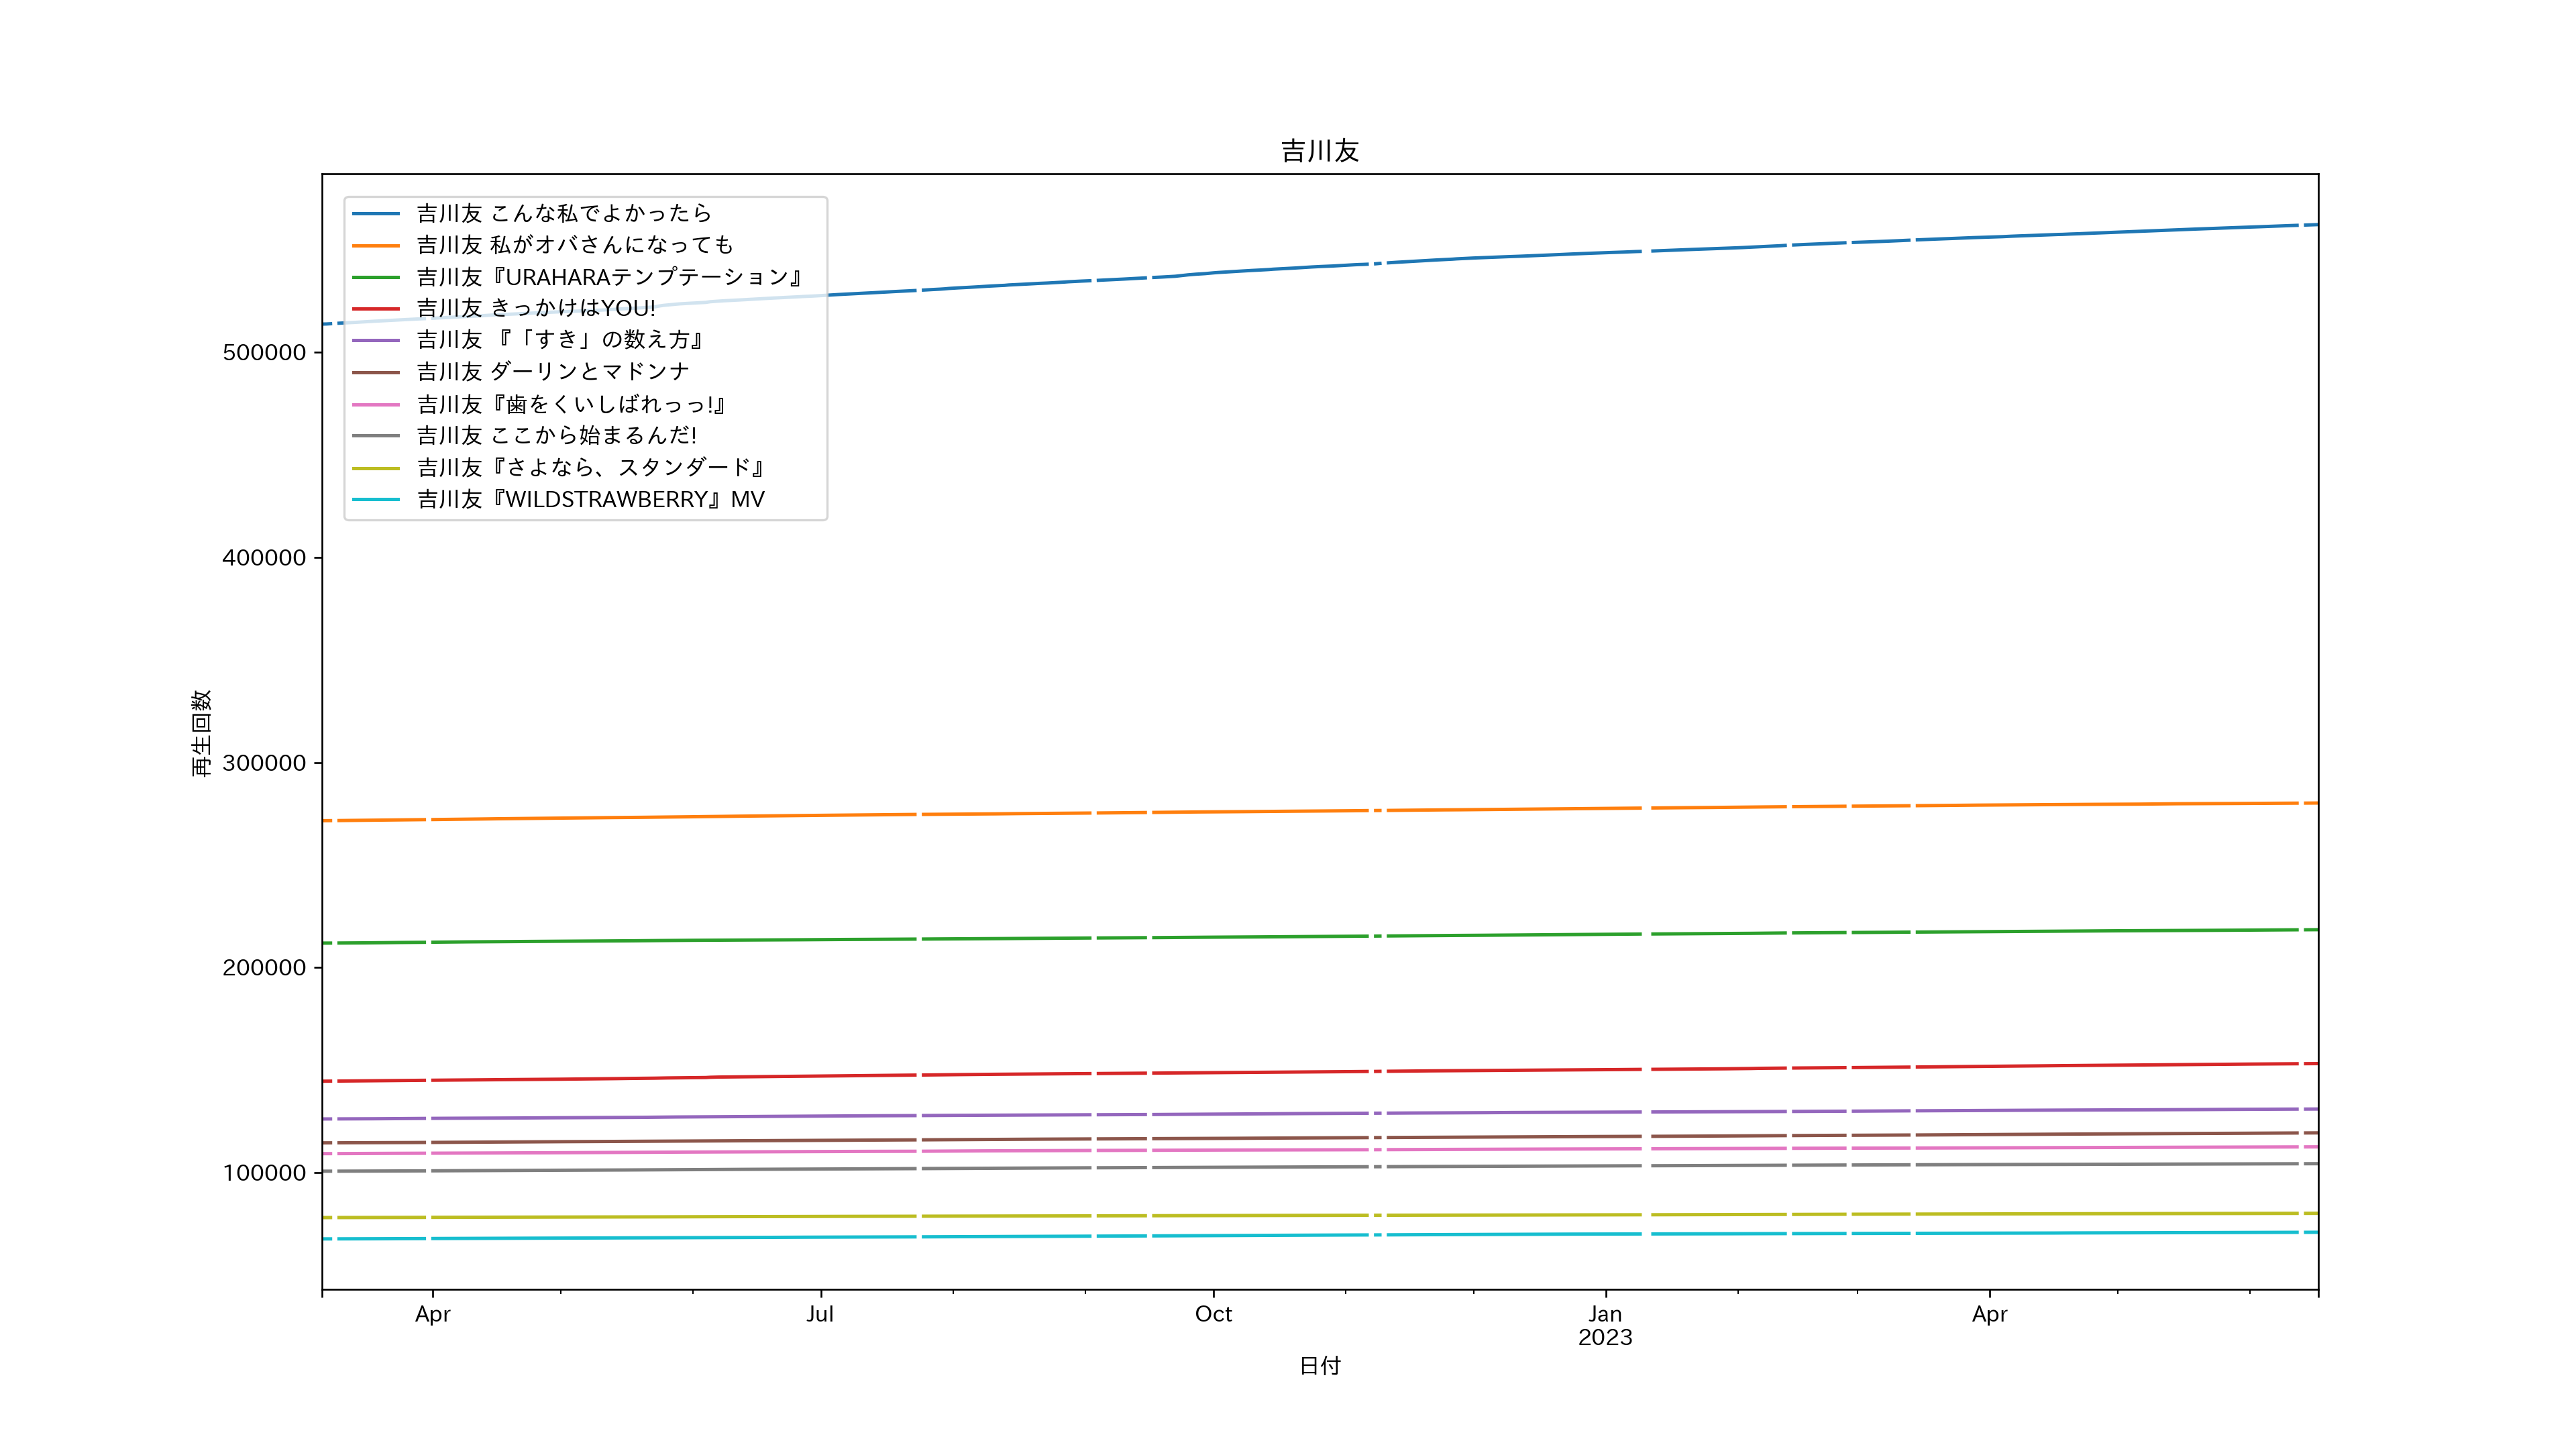 吉川友
吉川友 こんな私でよかったら
吉川友 私がオバさんになっても
吉川友『URAHARAテンプテーション』
吉川友 きっかけはYOU!
吉川友 『「すき」の数え方』
吉川友 ダーリンとマドンナ
吉川友『歯をくいしばれっっ!』
吉川友 ここから始まるんだ!
吉川友『さよなら、スタンダード』
吉川友『WILDSTRAWBERRY』MV
再生回数
500000
400000
300000
200000
100000
Apr Jul Oct Jan Apr
2023
日付